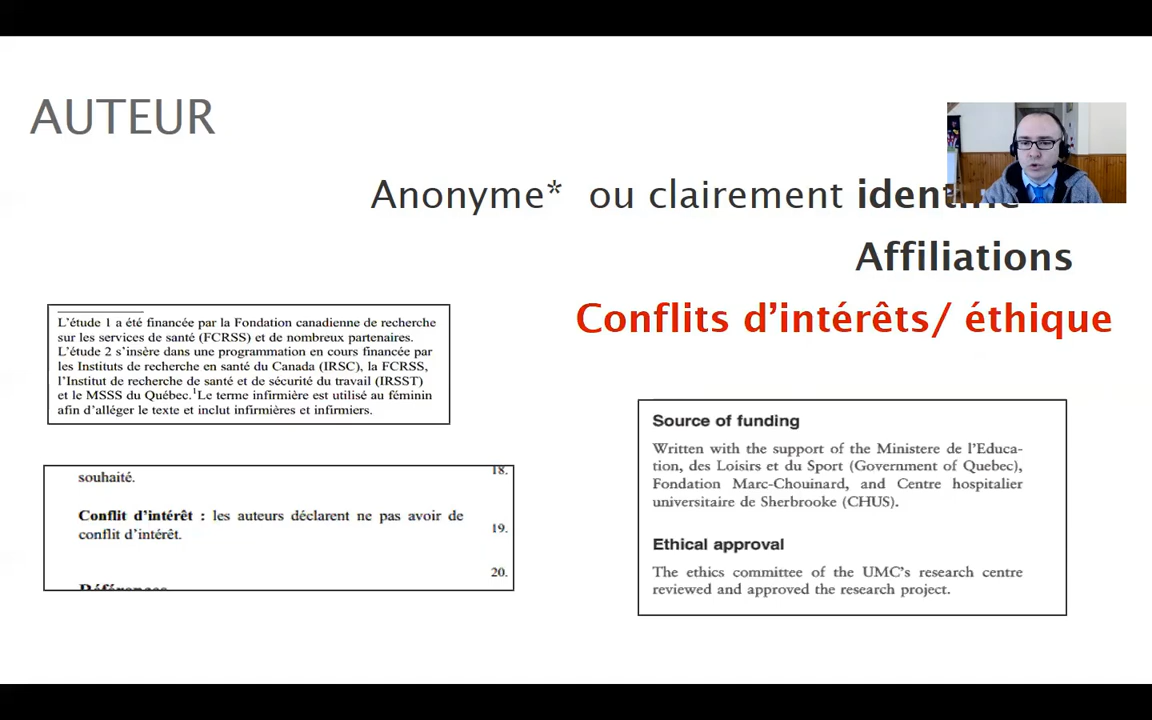 AUTEUR
Anonyme* ou clairement identifié
Affiliations
Conflits d'intérêts/ éthique
L'étude 1 a été financée par la Fondation canadienne de recherche
sur les services de santé (FCRSS) et de nombreux partenaires.
L'étude 2 s'insère dans une programmation en cours financée par
les Instituts de recherche en santé du Canada (IRSC), la FCRSS,
l'Institut de recherche de santé et de sécurité du travail (IRSST)
et le MSSS du Québec.¹Le terme infirmière est utilisé au féminin
afin d'alléger le texte et inclut infirmières et infirmiers.
souhaité.
18.
Conflit d'intérêt : les auteurs déclarent ne pas avoir de
conflit d'intérêt.
19.
20.
Références
Source of funding
Written with the support of the Ministere de l'Educa-
tion, des Loisirs et du Sport (Government of Quebec),
Fondation Marc-Chouinard, and Centre hospitalier
universitaire de Sherbrooke (CHUS).
Ethical approval
The ethics committee of the UMC's research centre
reviewed and approved the research project.